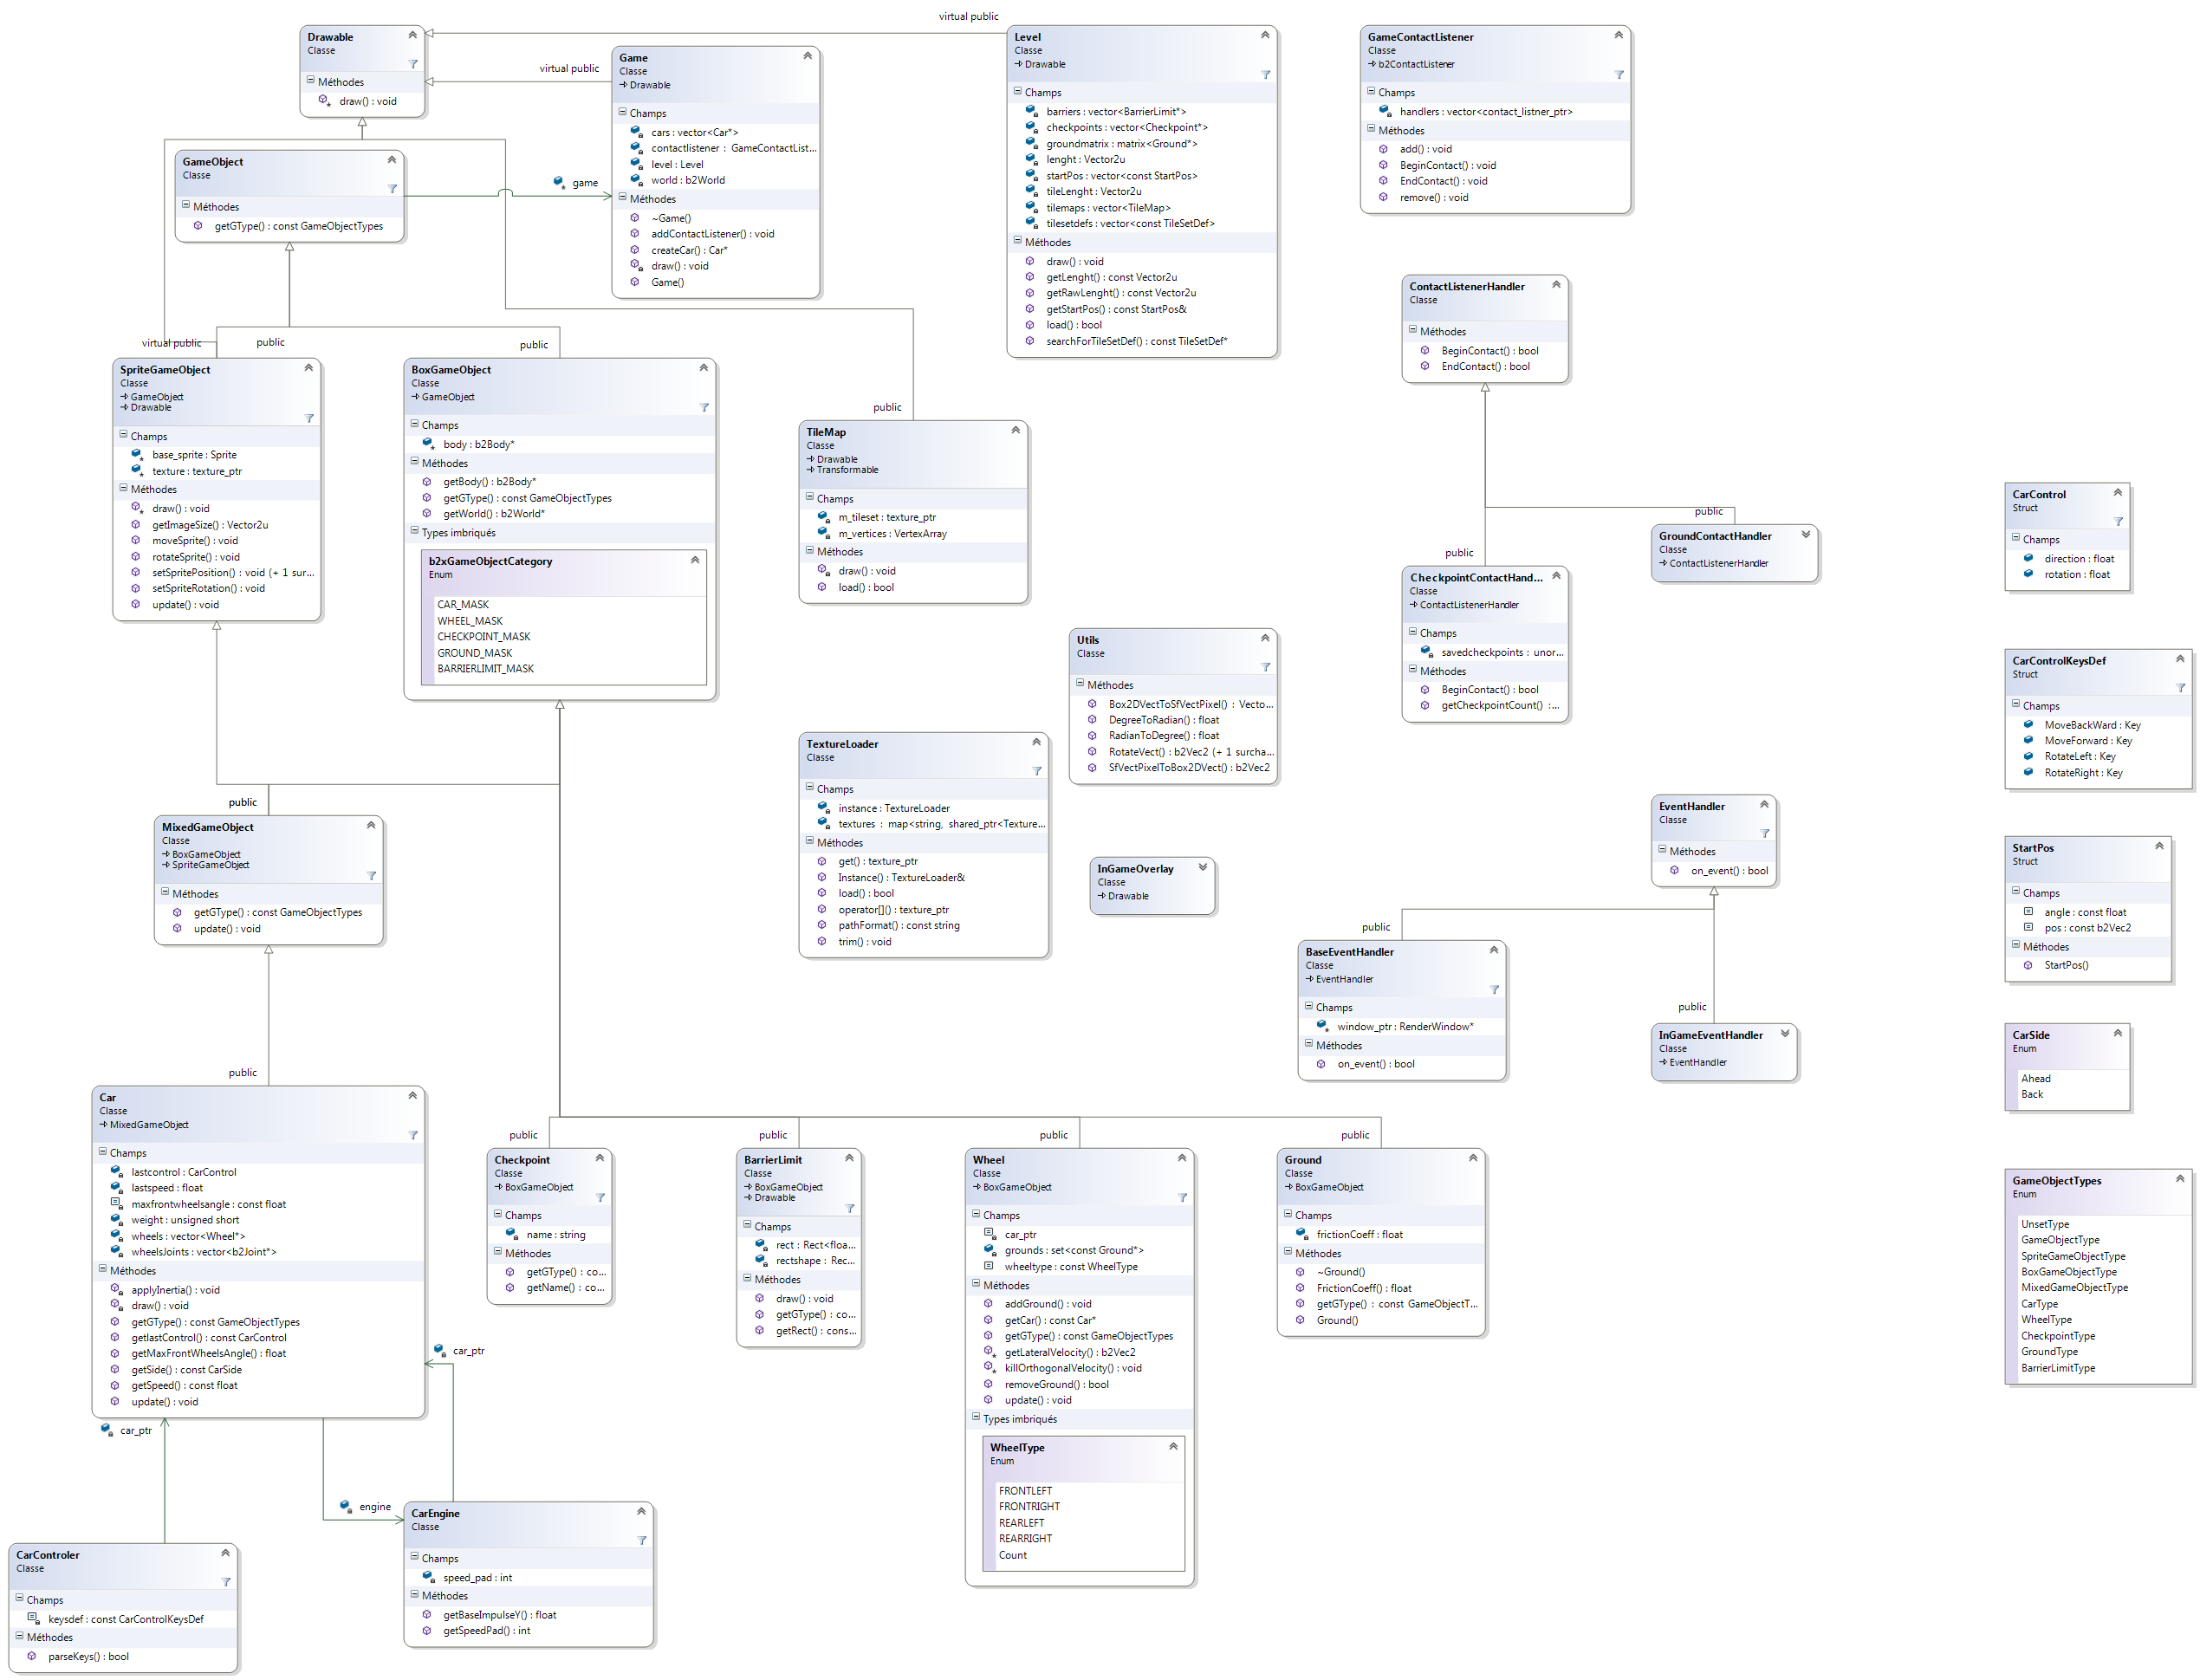 virtual public
Drawable
Classe
Méthodes
draw() : void
virtual public
Game
Classe
Drawable
Champs
cars : vector<Car*>
contactlistener : GameContactList...
level : Level
world : b2World
Méthodes
~Game()
addContactListener() : void
createCar() : Car*
draw() : void
Game()
Level
Classe
Drawable
Champs
barriers : vector<BarrierLimit*>
checkpoints : vector<Checkpoint*>
groundmatrix : matrix<Ground*>
lenght : Vector2u
startPos : vector<const StartPos>
tileLenght : Vector2u
tilemaps : vector<TileMap>
tilesetdefs : vector<const TileSetDef>
Méthodes
draw() : void
getLenght() : const Vector2u
getRawLenght() : const Vector2u
getStartPos() : const StartPos&
load() : bool
searchForTileSetDef() : const TileSetDef*
GameContactListener
Classe
b2ContactListener
Champs
handlers : vector<contact_listner_ptr>
Méthodes
add() : void
BeginContact() : void
EndContact() : void
remove() : void
GameObject
Classe
Méthodes
getGType() : const GameObjectTypes
game
ContactListenerHandler
Classe
Méthodes
BeginContact() : bool
EndContact() : bool
virtual public
public
public
public
SpriteGameObject
Classe
GameObject
Drawable
Champs
base_sprite : Sprite
texture : texture_ptr
Méthodes
draw() : void
getImageSize() : Vector2u
moveSprite() : void
rotateSprite() : void
setSpritePosition() : void (+ 1 sur...
setSpriteRotation() : void
update() : void
BoxGameObject
Classe
GameObject
Champs
body : b2Body*
Méthodes
getBody() : b2Body*
getGType() : const GameObjectTypes
getWorld() : b2World*
Types imbriqués
b2xGameObjectCategory
Enum
CAR_MASK
WHEEL_MASK
CHECKPOINT_MASK
GROUND_MASK
BARRIERLIMIT_MASK
TileMap
Classe
Drawable
Transformable
Champs
m_tileset : texture_ptr
m_vertices : VertexArray
Méthodes
draw() : void
load() : bool
public
GroundContactHandler
Classe
ContactListenerHandler
public
CheckpointContactHand...
Classe
ContactListenerHandler
Champs
savedcheckpoints : unor...
Méthodes
BeginContact() : bool
getCheckpointCount() :...
CarControl
Struct
Champs
direction : float
rotation : float
Utils
Classe
Méthodes
Box2DVectToSfVectPixel() : Vecto...
DegreeToRadian() : float
RadianToDegree() : float
RotateVect() : b2Vec2 (+ 1 surcha...
SfVectPixelToBox2DVect() : b2Vec2
CarControlKeysDef
Struct
Champs
MoveBackWard : Key
MoveForward : Key
RotateLeft : Key
RotateRight : Key
TextureLoader
Classe
Champs
instance : TextureLoader
textures : map<string, shared_ptr<Texture...
Méthodes
get() : texture_ptr
Instance() : TextureLoader&
load() : bool
operator[]() : texture_ptr
pathFormat() : const string
trim() : void
public
MixedGameObject
Classe
BoxGameObject
SpriteGameObject
Méthodes
getGType() : const GameObjectTypes
update() : void
InGameOverlay
Classe
Drawable
EventHandler
Classe
Méthodes
on_event() : bool
StartPos
Struct
Champs
angle : const float
pos : const b2Vec2
Méthodes
StartPos()
public
BaseEventHandler
Classe
EventHandler
Champs
window_ptr : RenderWindow*
Méthodes
on_event() : bool
public
InGameEventHandler
Classe
EventHandler
CarSide
Enum
Ahead
Back
public
Car
Classe
MixedGameObject
Champs
lastcontrol : CarControl
lastspeed : float
maxfrontwheelsangle : const float
weight : unsigned short
wheels : vector<Wheel*>
wheelsJoints : vector<b2Joint*>
Méthodes
applyInertia() : void
draw() : void
getGType() : const GameObjectTypes
getlastControl() : const CarControl
getMaxFrontWheelsAngle() : float
getSide() : const CarSide
getSpeed() : const float
update() : void
public
Checkpoint
Classe
BoxGameObject
Champs
name : string
Méthodes
getGType() : co...
getName() : co...
public
BarrierLimit
Classe
BoxGameObject
Drawable
Champs
rect : Rect<floa...
rectshape : Rec...
Méthodes
draw() : void
getGType() : co...
getRect() : cons...
public
Wheel
Classe
BoxGameObject
Champs
car_ptr
grounds : set<const Ground*>
wheeltype : const WheelType
Méthodes
addGround() : void
getCar() : const Car*
getGType() : const GameObjectTypes
getLateralVelocity() : b2Vec2
killOrthogonalVelocity() : void
removeGround() : bool
update() : void
Types imbriqués
WheelType
Enum
FRONTLEFT
FRONTRIGHT
REARLEFT
REARRIGHT
Count
public
Ground
Classe
BoxGameObject
Champs
frictionCoeff : float
Méthodes
~Ground()
FrictionCoeff() : float
getGType() : const GameObjectT...
Ground()
GameObjectTypes
Enum
UnsetType
GameObjectType
SpriteGameObjectType
BoxGameObjectType
MixedGameObjectType
CarType
WheelType
CheckpointType
GroundType
BarrierLimitType
car_ptr
car_ptr
engine
CarEngine
Classe
Champs
speed_pad : int
Méthodes
getBaseImpulseY() : float
getSpeedPad() : int
CarControler
Classe
Champs
keysdef : const CarControlKeysDef
Méthodes
parseKeys() : bool